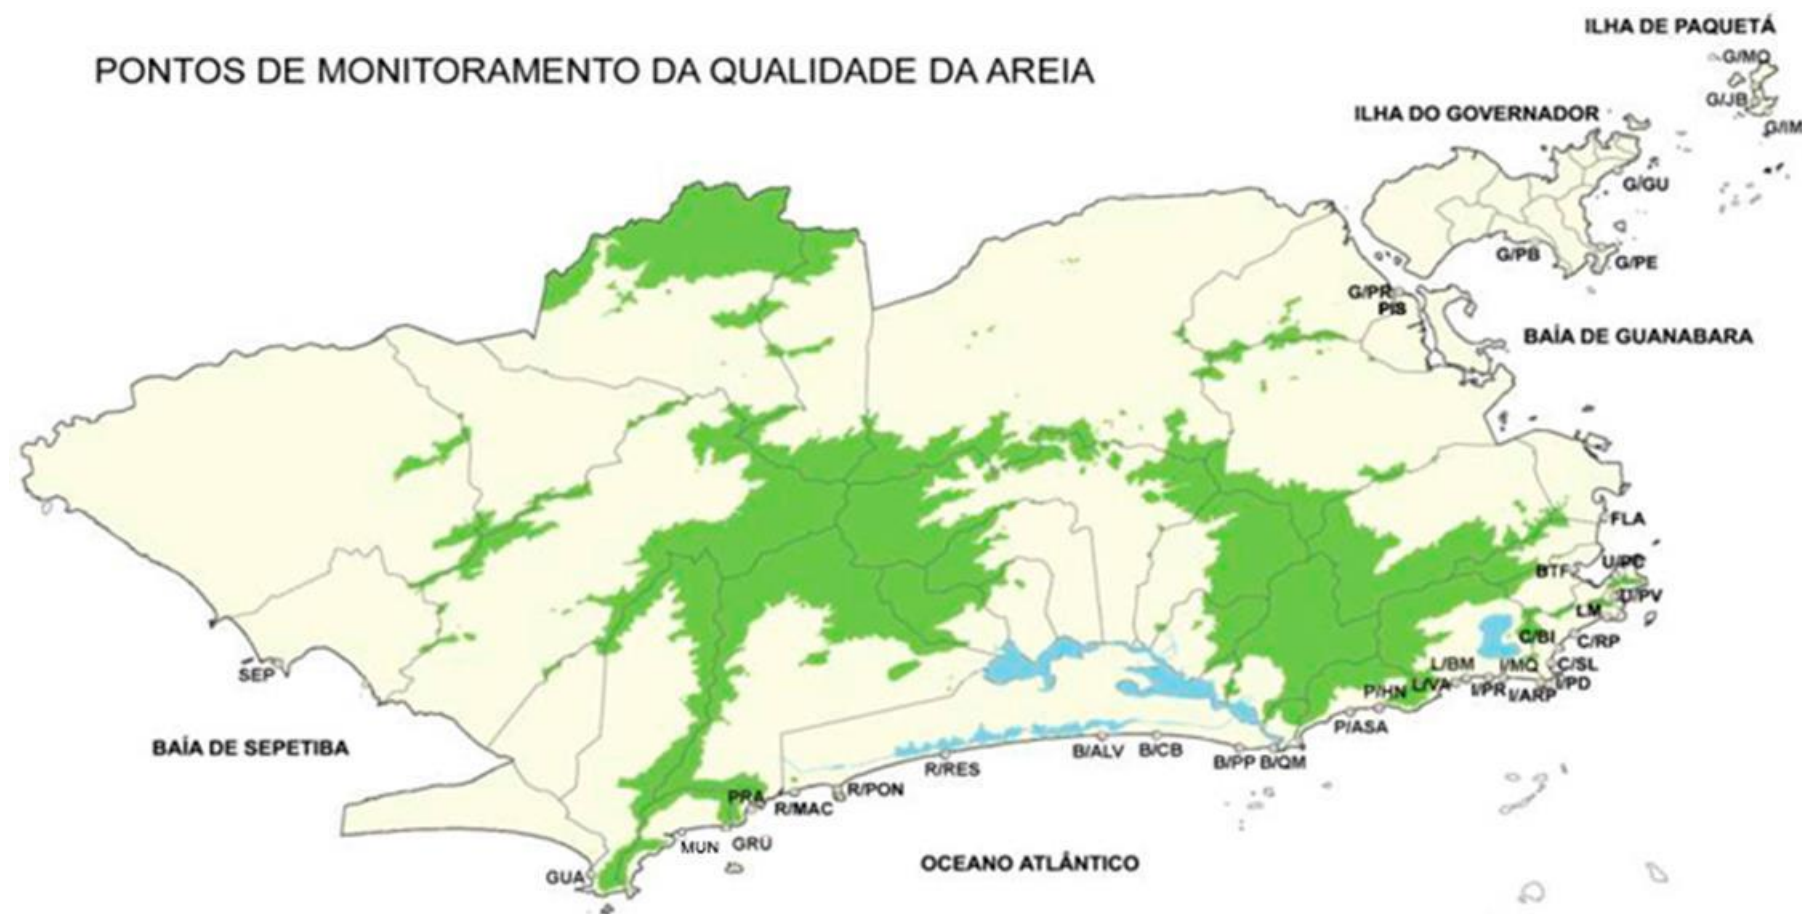 ILHA DE PAQUETÁ
PONTOS DE MONITORAMENTO DA QUALIDADE DA AREIA
G/MO
G/JB
G/IM
ILHA DO GOVERNADOR
G/GU
G/PB
G/PE
G/PR
PIS
BAÍA DE GUANABARA
FLA
BTF
U/PC
U/PV
LM
C/BI
C/RP
L/BM
I/MQ
C/SL
SEP
P/HN
L/VA
I/PR
I/ARP
I/PD
P/ASA
BAÍA DE SEPETIBA
B/ALV
B/CB
B/PP
B/QM
R/RES
PRA
R/MAC
R/PON
MUN
GRÜ
OCEANO ATLÂNTICO
GUA